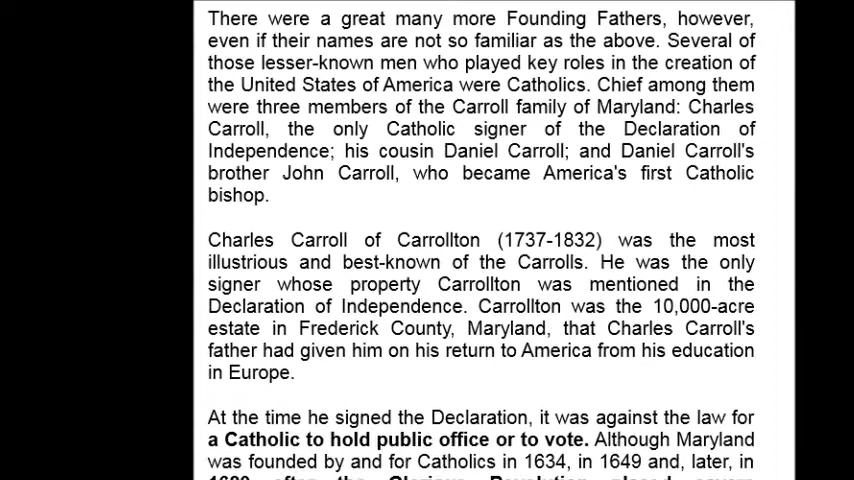 There were a great many more Founding Fathers, however,
even if their names are not so familiar as the above. Several of
those lesser-known men who played key roles in the creation of
the United States of America were Catholics. Chief among them
were three members of the Carroll family of Maryland: Charles
Carroll, the only Catholic signer of the Declaration of
Independence; his cousin Daniel Carroll; and Daniel Carroll's
brother John Carroll, who became America's first Catholic
bishop.
Charles Carroll of Carrollton (1737-1832) was the most
illustrious and best-known of the Carrolls. He was the only
signer whose property Carrollton was mentioned in the
Declaration of Independence. Carrollton was the 10,000-acre
estate in Frederick County, Maryland, that Charles Carroll's
father had given him on his return to America from his education
in Europe.
At the time he signed the Declaration, it was against the law for
a Catholic to hold public office or to vote. Although Maryland
was founded by and for Catholics in 1634, in 1649 and, later, in
1689 after the Glorious Revolution placed severe